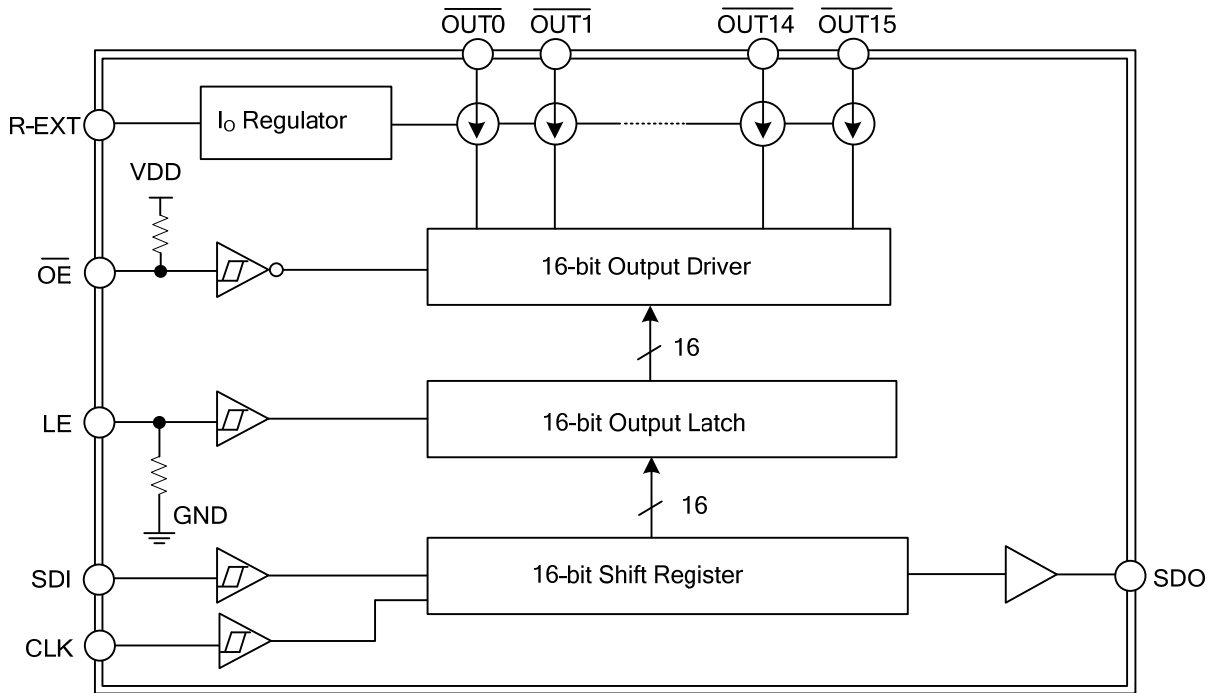 OUT0 OUT1 OUT14 OUT15
R-EXT
IO Regulator
VDD
OE
16-bit Output Driver
16
LE
16-bit Output Latch
16
GND
SDI
16-bit Shift Register
SDO
CLK